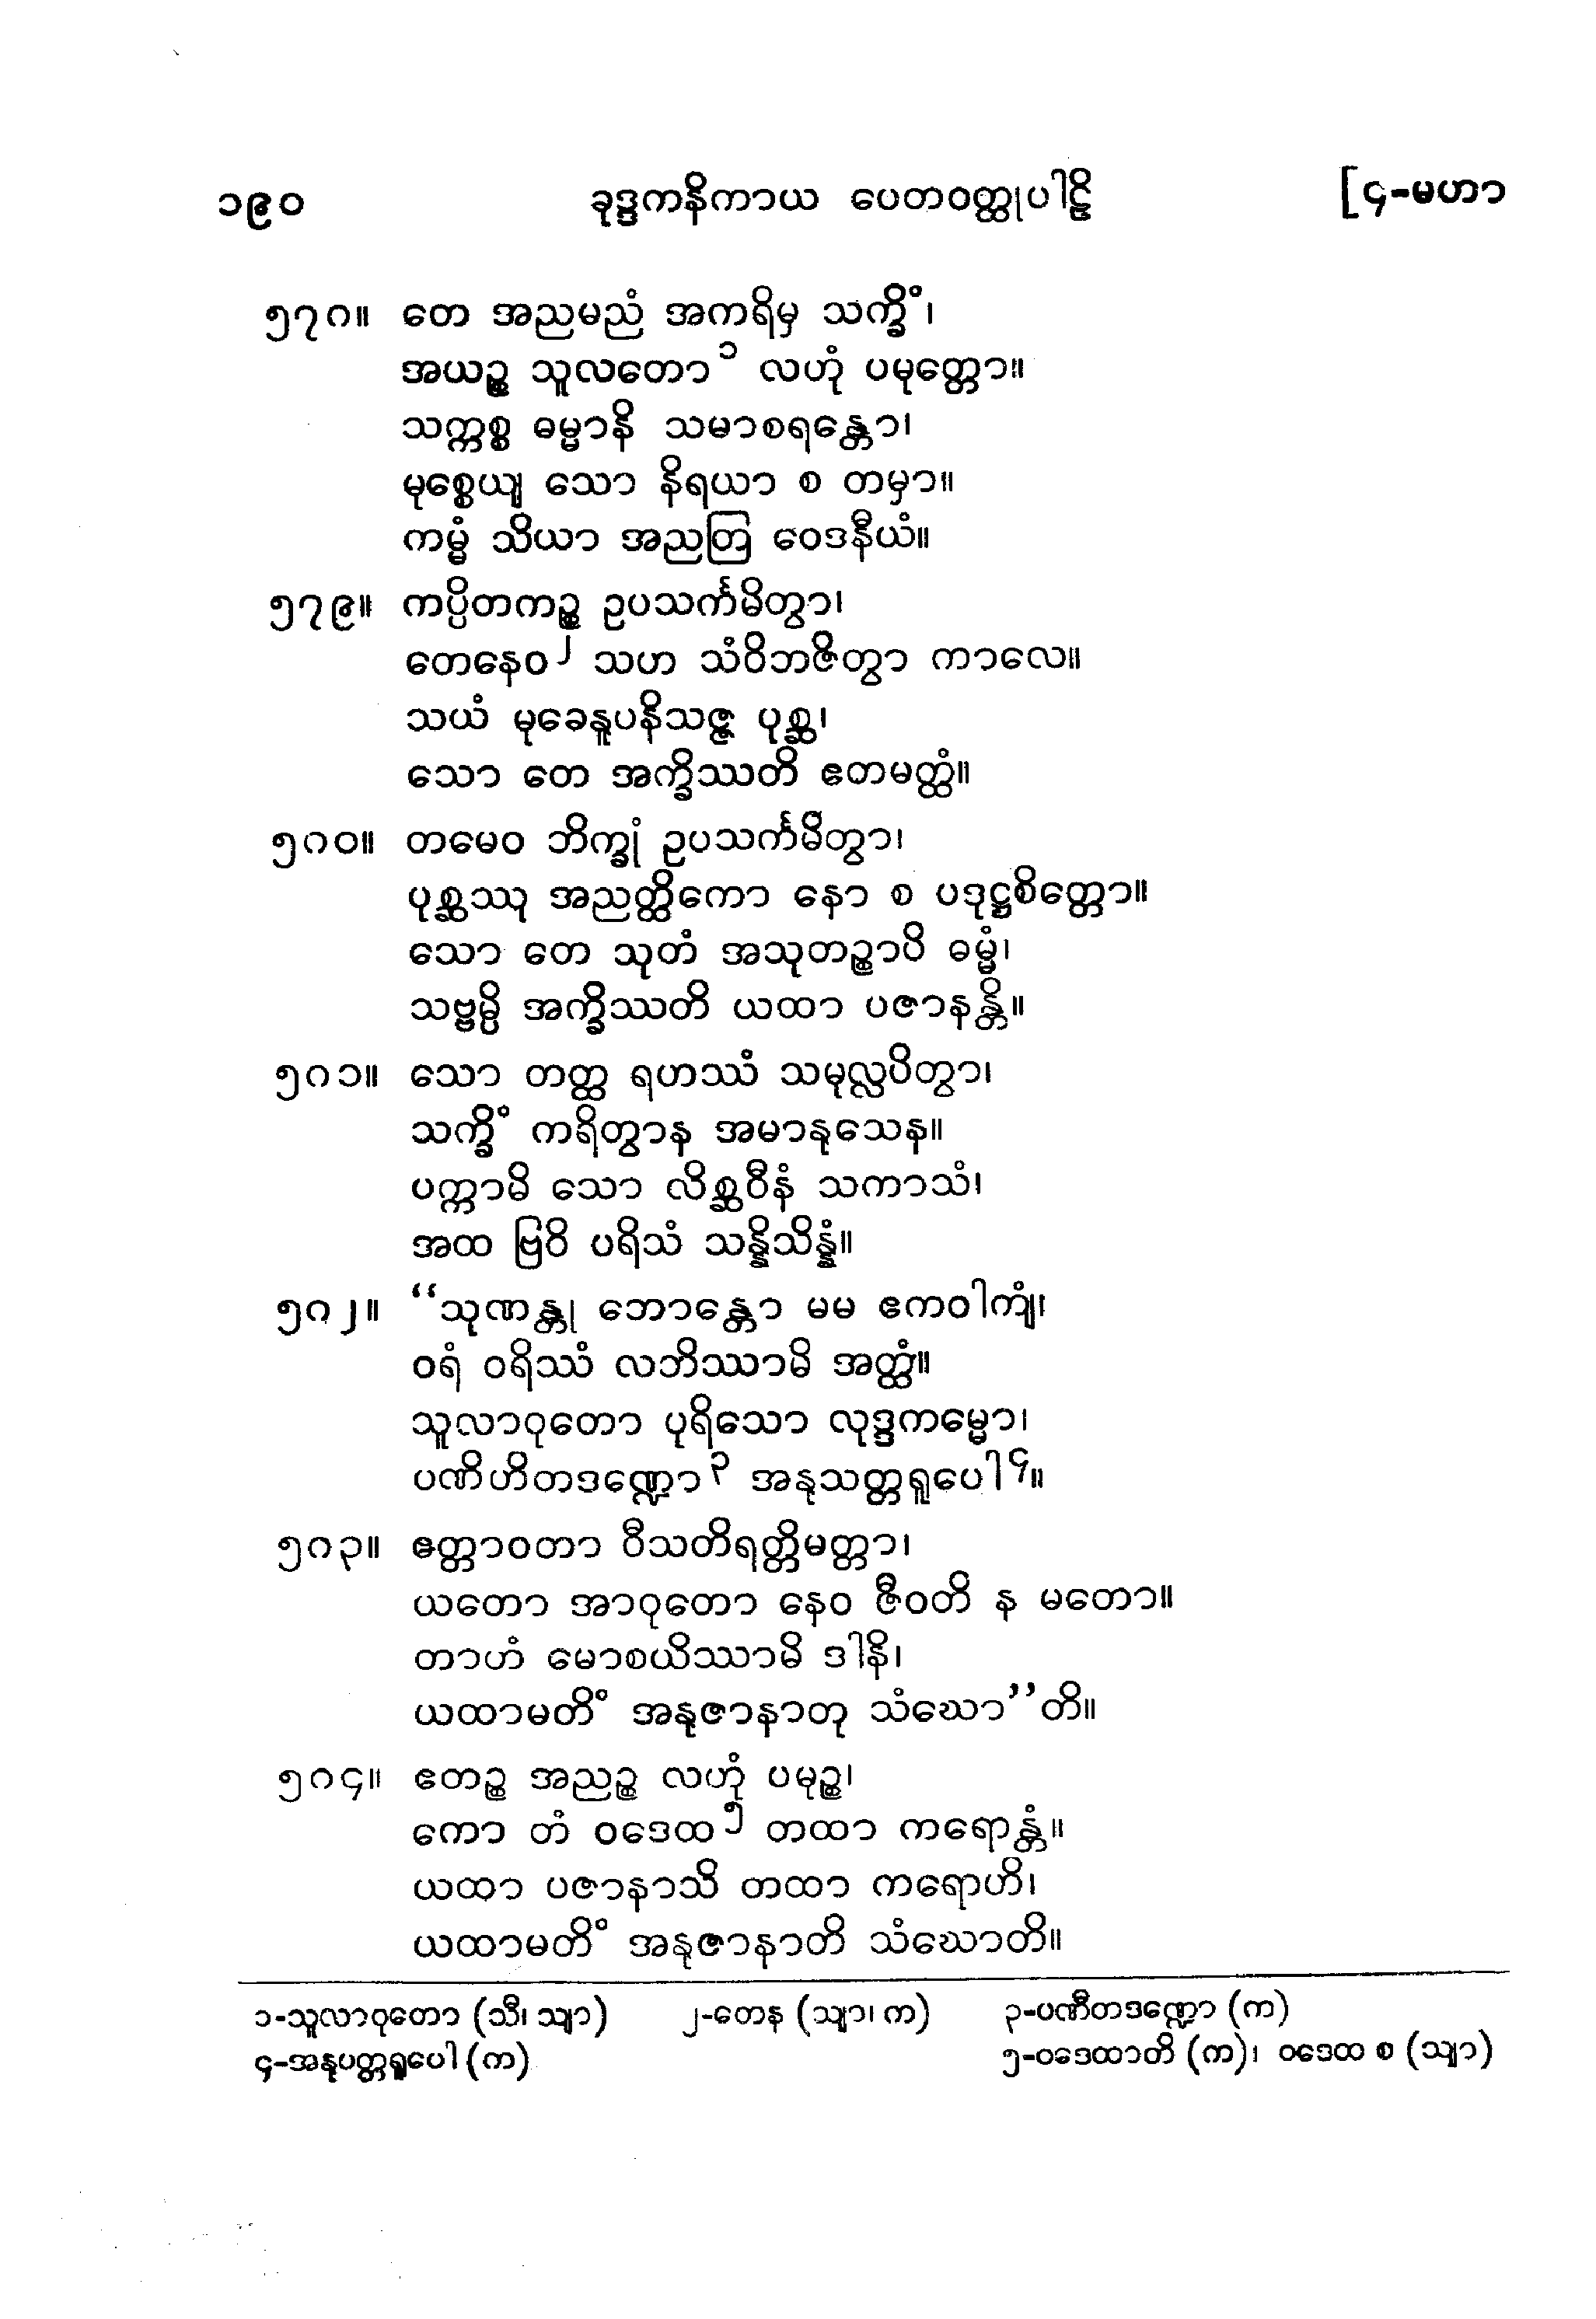 ၁၉၀ ခုဒ္ဒကနိကာယ ပေတဝတ္ထုပါဠိ [၄-မဟာ
၅၇၈။ တေ အညမညံ အကရိမှ သက္ခိံ၊
အယဉ္စ သူလတော၁ လဟုံ ပမုတ္တော။
သက္ကစ္စ ဓမ္မာနိ သမာစရန္တော၊
မုစ္စေယျ သော နိရယာ စ တမှာ။
ကမ္မံ သိယာ အညတြ ဝေဒနီယံ။
၅၇၉။ ကပ္ပိတကဉ္စ ဥပသင်္ကမိတွာ၊
တေနေဝ၂ သဟ သံဝိဘဇိတွာ ကာလေ။
သယံ မုခေနူပနိသဇ္ဇ ပုစ္ဆ၊
သော တေ အက္ခိဿတိ ဧတမတ္ထံ။
၅၈၀။ တမေဝ ဘိက္ခုံ ဥပသင်္ကမိတွာ၊
ပုစ္ဆဿု အညတ္ထိကော နော စ ပဒုဋ္ဌစိတ္တော။
သော တေ သုတံ အသုတဉ္စာပိ ဓမ္မံ၊
သဗ္ဗမ္ပိ အက္ခိဿတိ ယထာ ပဇာနန္တိ။
၅၈၁။ သော တတ္ထ ရဟဿံ သမုလ္လပိတွာ၊
သက္ခိံ ကရိတွာန အမာနုသေန။
ပက္ကာမိ သော လိစ္ဆဝီနံ သကာသံ၊
အထ ဗြဝိ ပရိသံ သန္နိသိန္နံ။
၅၈၂။ “သုဏန္တု ဘောန္တော မမ ဧကဝါကျံ၊
ဝရံ ဝရိဿံ လဘိဿာမိ အတ္ထံ။
သူလာဝုတော ပုရိသော လုဒ္ဒကမ္မော၊
ပဏိဟိတဒဏ္ဍော၃ အနုသတ္တရူပေါ၄။
၅၈၃။ ဧတ္တာဝတာ ဝီသတိရတ္တိမတ္တာ၊
ယတော အာဝုတော နေဝ ဇီဝတိ န မတော။
တာဟံ မောစယိဿာမိ ဒါနိ၊
ယထာမတိံ အနုဇာနာတု သံဃော”တိ။
၅၈၄။ ဧတဉ္စ အညဉ္စ လဟုံ ပမုဉ္စ၊
ကော တံ ဝဒေထ၅ တထာ ကရောန္တံ။
ယထာ ပဇာနာသိ တထာ ကရောဟိ၊
ယထာမတိံ အနုဇာနာတိ သံဃောတိ။
၁-သူလာဝုတော (သီ၊ သျာ) ၂-တေန (သျာ၊ က) ၃-ပဏီတဒဏ္ဍော (က)
၄-အနုပတ္တရူပေါ (က) ၅-ဝဒေထာတိ (က)၊ ဝဒေထ စ (သျာ)